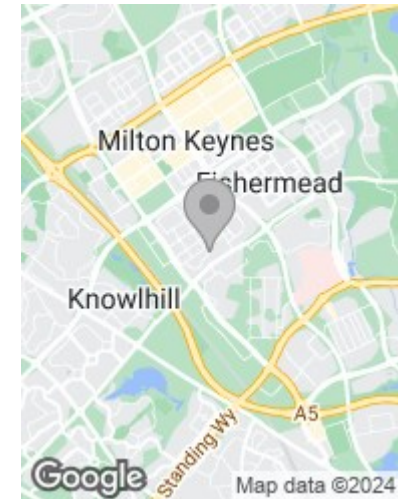 Milton Keynes
Fishermead
Knowlhill
A5
Standing Wy
Google
Map data ©2024